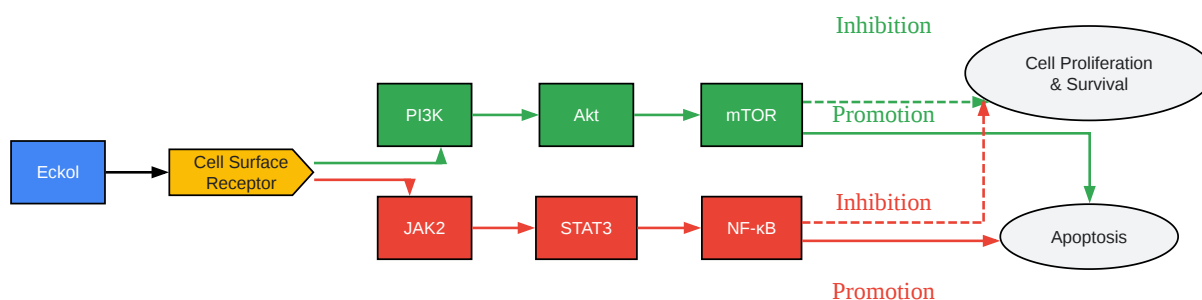 Inhibition
Cell Proliferation
& Survival
PI3K
Akt
mTOR
Promotion
Eckol
Cell Surface
Receptor
JAK2
STAT3
NF-κB
Inhibition
Apoptosis
Promotion